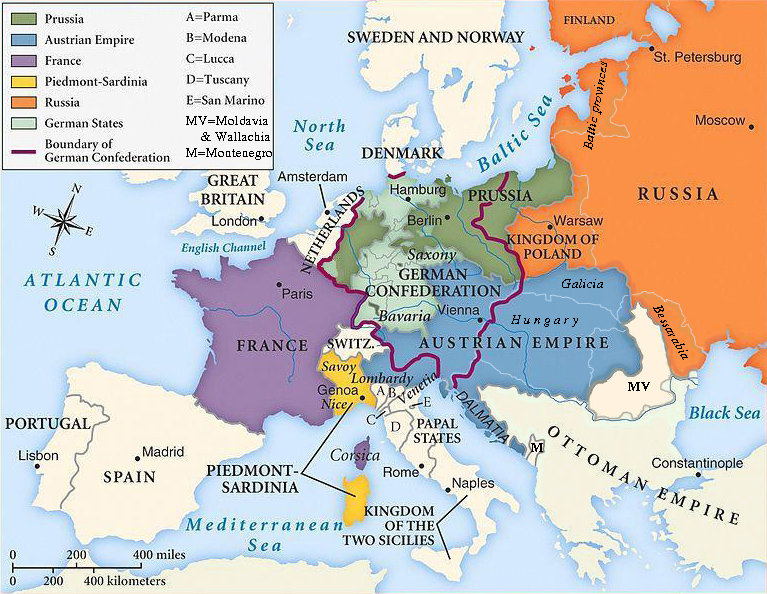 Prussia
Austrian Empire
France
Piedmont-Sardinia
Russia
German States
Boundary of
German Confederation
A=Parma
B=Modena
C=Lucca
D=Tuscany
E=San Marino
MV=Moldavia
& Wallachia
M=Montenegro
FINLAND
SWEDEN AND NORWAY
St. Petersburg
Baltic provinces
Moscow
North
Sea
Baltic Sea
DENMARK
Amsterdam
GREAT
BRITAIN
London
Hamburg
PRUSSIA
RUSSIA
N
W
E
S
NETHERLANDS
Berlin
Warsaw
KINGDOM OF
POLAND
English Channel
Saxony
GERMAN
CONFEDERATION
ATLANTIC
OCEAN
Paris
Galicia
Vienna
Bavaria
Hungary
Bessarabia
FRANCE
SWITZ.
AUSTRIAN EMPIRE
Savoy
Lombardy
Venetia
Genoa
Nice
A
B
C
D
E
MV
DALMATIA
Black Sea
PORTUGAL
Lisbon
Madrid
SPAIN
PAPAL
STATES
M
OTTOMAN EMPIRE
Corsica
Rome
Constantinople
PIEDMONT-
SARDINIA
Naples
KINGDOM
OF THE
TWO SICILIES
Mediterranean
Sea
0 200 400 miles
0 200 400 kilometers